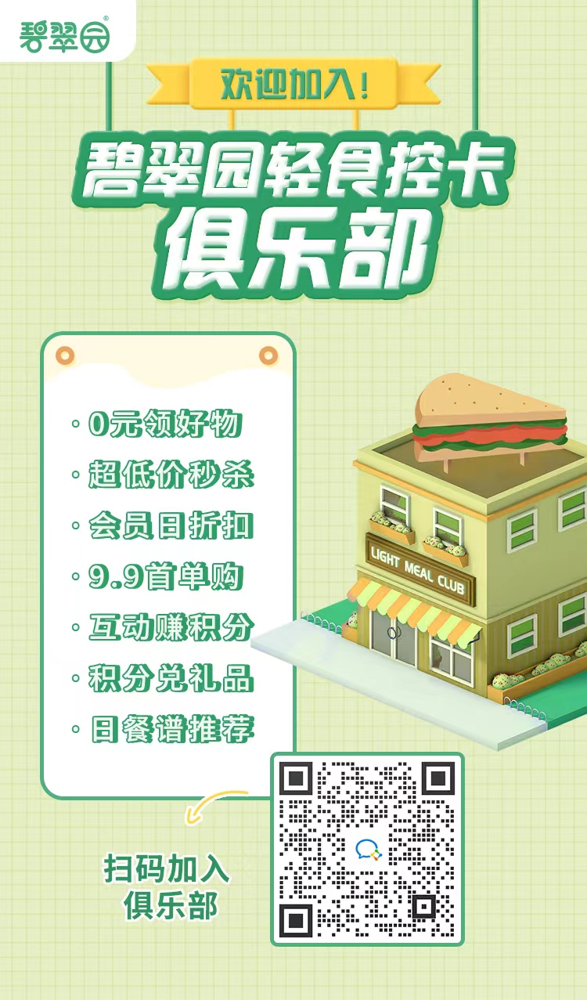 碧翠园®
欢迎加入!
碧翠园轻食控卡
俱乐部
·0元领好物
·超低价秒杀
·会员日折扣
·9.9首单购
·互动赚积分
·积分兑礼品
·日餐谱推荐
LIGHT MEAL CLUB
扫码加入
俱乐部